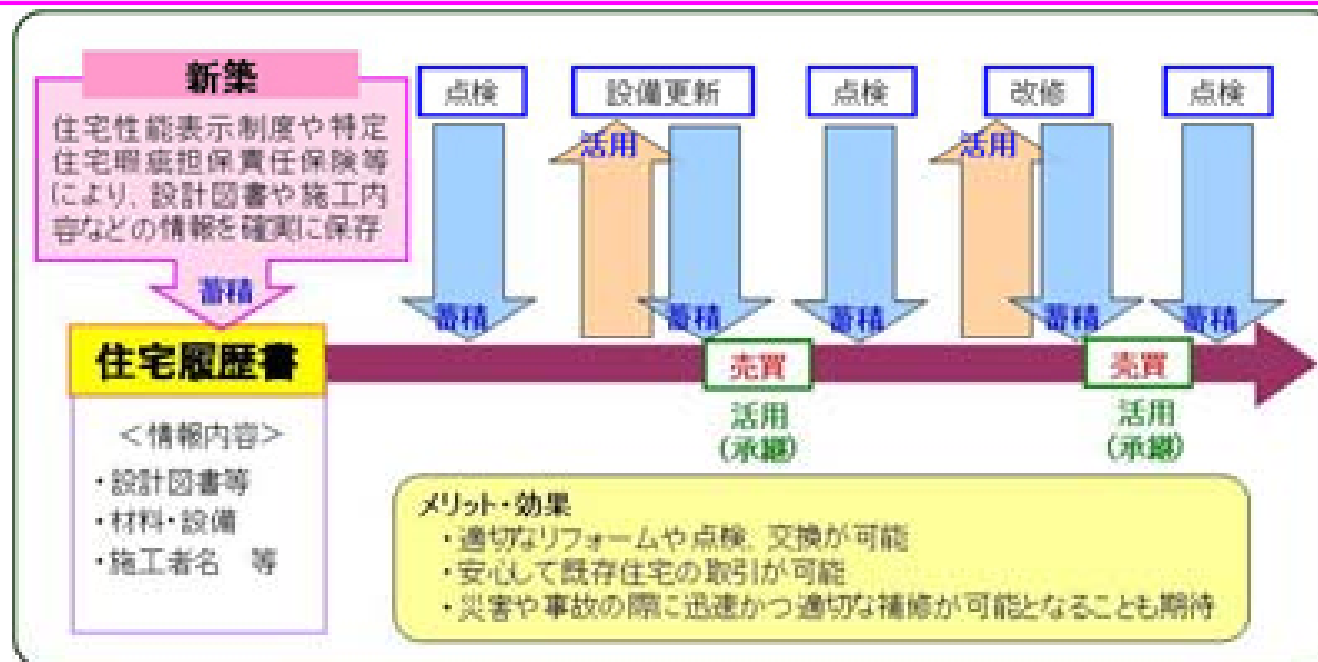 新築
住宅性能表示制度や特定
住宅瑕疵担保責任保険等
により、設計図書や施工内
容などの情報を確実に保存
蓄積
点検
設備更新
点検
改修
点検
活用
活用
蓄積
蓄積
蓄積
蓄積
蓄積
住宅履歴書
売買
売買
活用
(承継)
活用
(承継)
＜情報内容＞
・設計図書等
・材料・設備
・施工者名　等
メリット・効果
・適切なリフォームや点検、交換が可能
・安心して既存住宅の取引が可能
・災害や事故の際に迅速かつ適切な補修が可能となることも期待